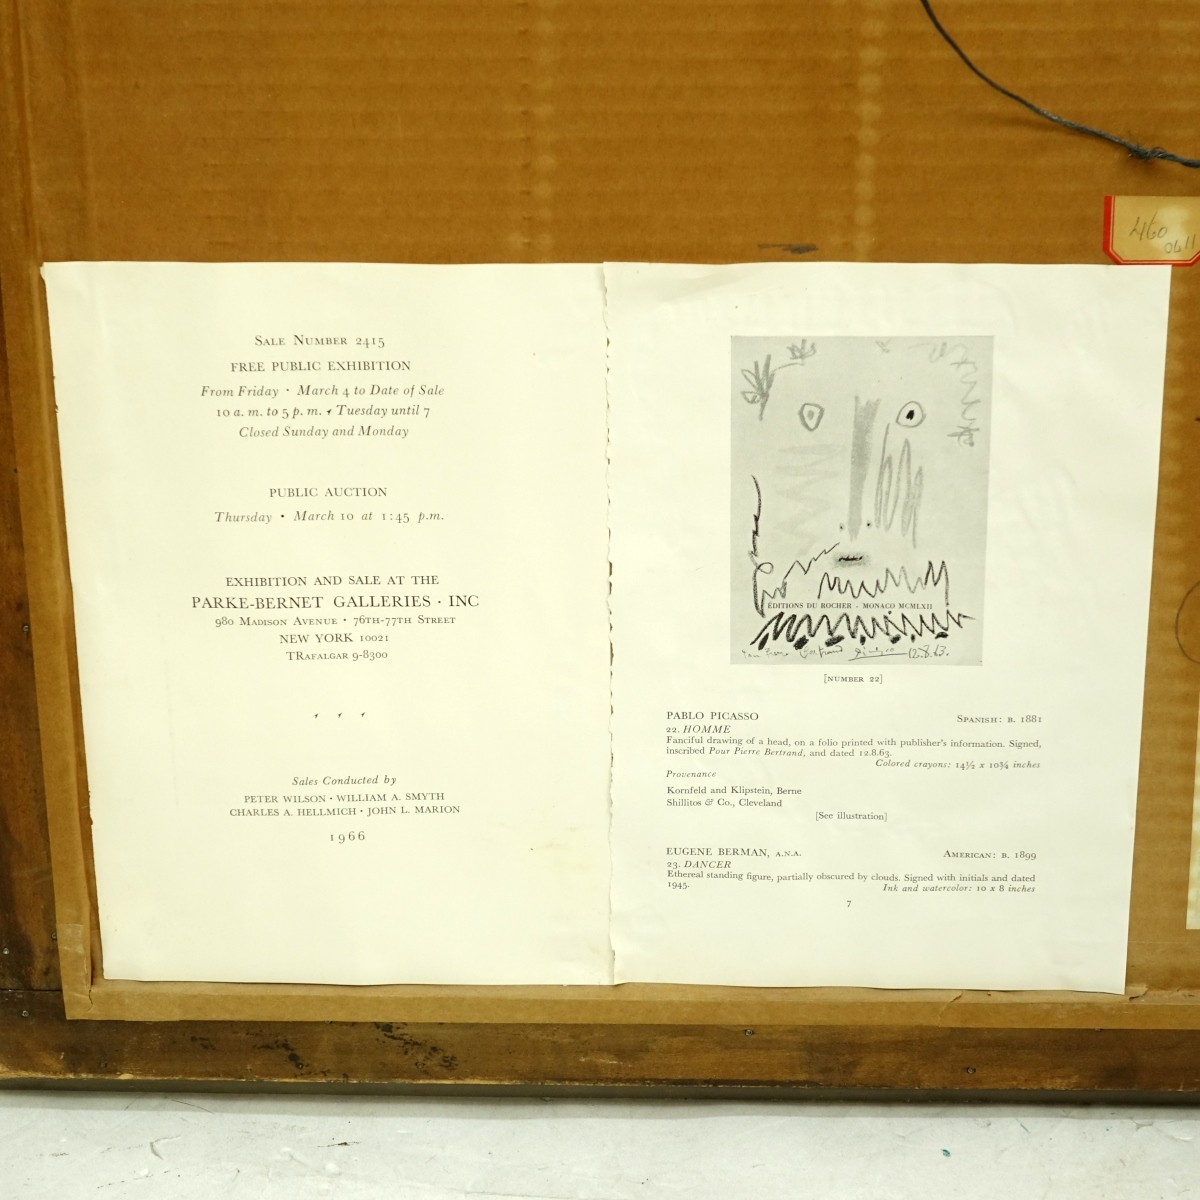 SALE NUMBER 2415
FREE PUBLIC EXHIBITION
From Friday · March 4 to Date of Sale
10 a. m. to 5 p. m. · Tuesday until 7
Closed Sunday and Monday
PUBLIC AUCTION
Thursday · March 10 at 1:45 p.m.
EXHIBITION AND SALE AT THE
PARKE-BERNET GALLERIES · INC
980 MADISON AVENUE · 76TH-77TH STREET
NEW YORK 10021
TRAFALGAR 9-8300
Sales Conducted by
PETER WILSON · WILLIAM A. SMYTH
CHARLES A. HELLMICH · JOHN L. MARION
1966
460
ÉDITIONS DU ROCHER - MONACO MCMLXII
Picasso 12.8.63.
[NUMBER 22]
PABLO PICASSO SPANISH: B. 1881
22. HOMME
Fanciful drawing of a head, on a folio printed with publisher's information. Signed,
inscribed Pour Pierre Bertrand, and dated 12.8.63.
Colored crayons: 14½ x 10¾ inches
Provenance
Kornfeld and Klipstein, Berne
Shillitos & Co., Cleveland
[See illustration]
EUGENE BERMAN, A.N.A. AMERICAN: B. 1899
23. DANCER
Ethereal standing figure, partially obscured by clouds. Signed with initials and dated
1945. Ink and watercolor: 10 x 8 inches
7